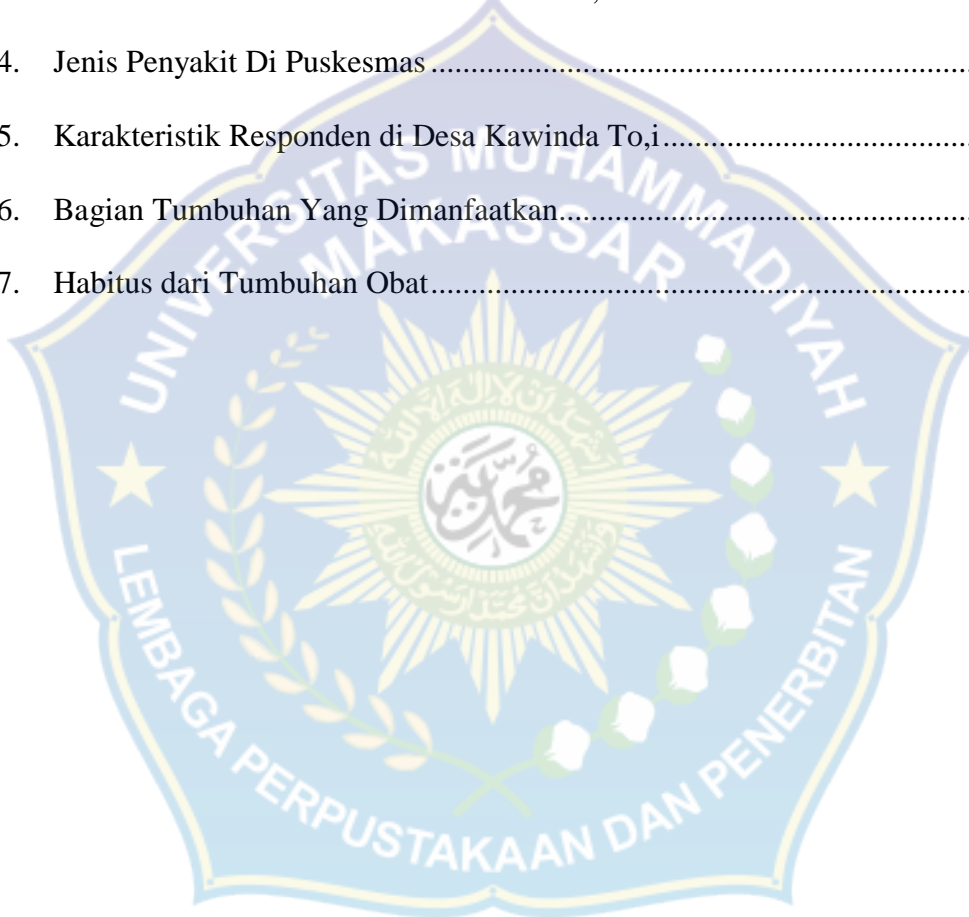 4. Jenis Penyakit Di Puskesmas ..........................................................................
5. Karakteristik Responden di Desa Kawinda To,i ..........................................
6. Bagian Tumbuhan Yang Dimanfaatkan .......................................................
7. Habitus dari Tumbuhan Obat ........................................................................
UNIVERSITAS MUHAMMADIYAH
MAKASSAR
LEMBAGA PERPUSTAKAAN DAN PENERBITAN